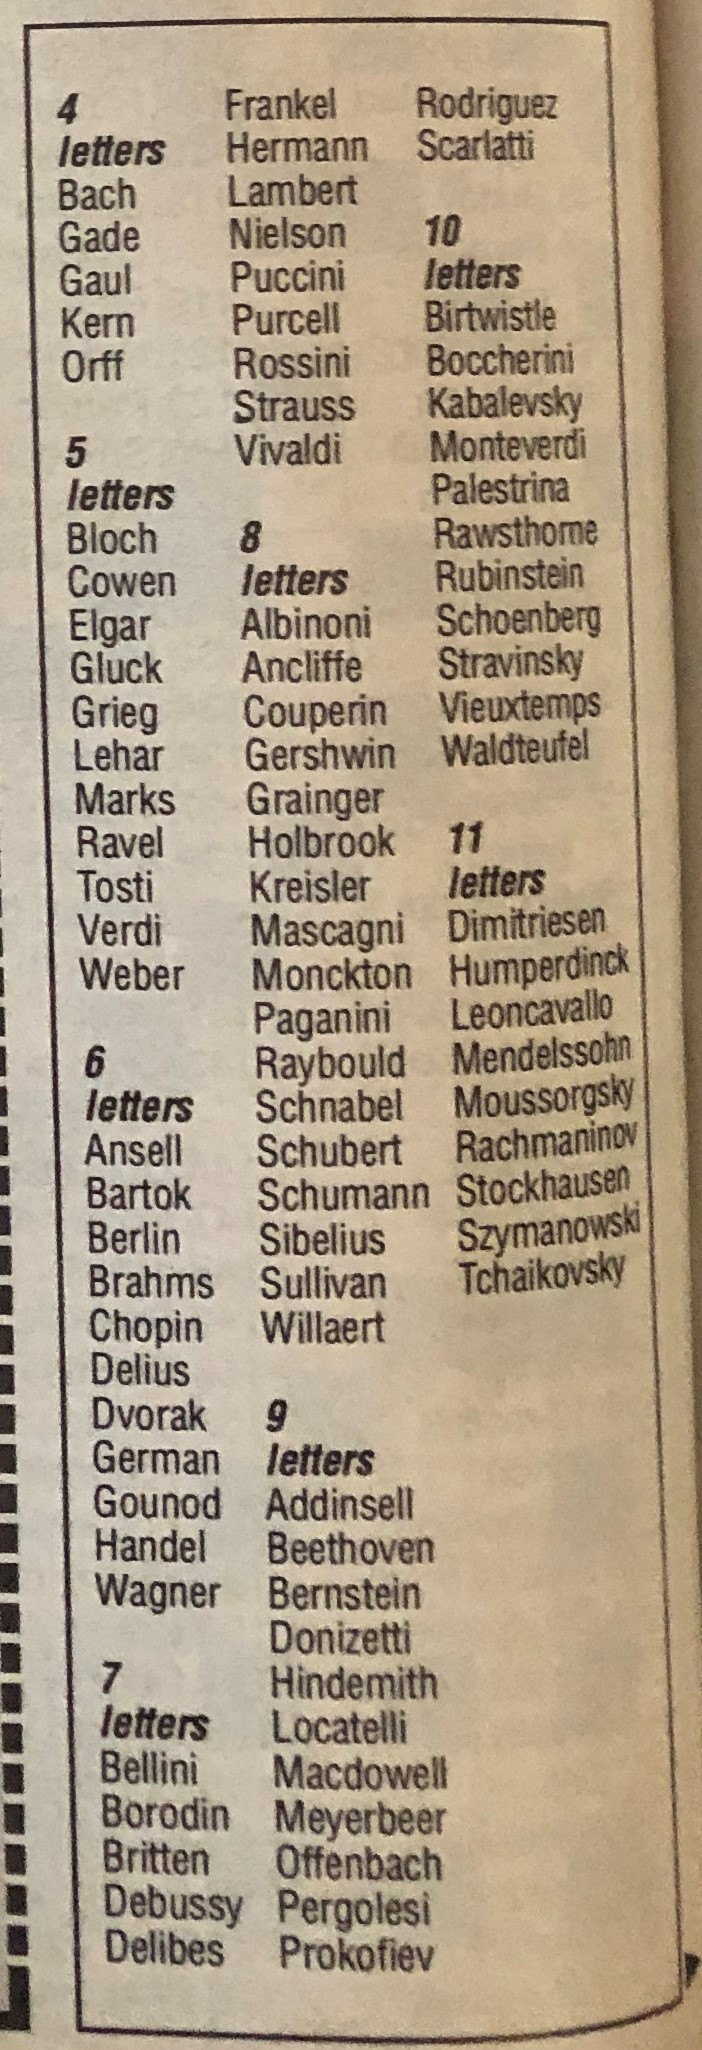 4
letters
Bach
Gade
Gaul
Kern
Orff
5
letters
Bloch
Cowen
Elgar
Gluck
Grieg
Lehar
Marks
Ravel
Tosti
Verdi
Weber
6
letters
Ansell
Bartok
Berlin
Brahms
Chopin
Delius
Dvorak
German
Gounod
Handel
Wagner
7
letters
Bellini
Borodin
Britten
Debussy
Delibes
Frankel
Hermann
Lambert
Nielson
Puccini
Purcell
Rossini
Strauss
Vivaldi
8
letters
Albinoni
Ancliffe
Couperin
Gershwin
Grainger
Holbrook
Kreisler
Mascagni
Monckton
Paganini
Raybould
Schnabel
Schubert
Schumann
Sibelius
Sullivan
Willaert
9
letters
Addinsell
Beethoven
Bernstein
Donizetti
Hindemith
Locatelli
Macdowell
Meyerbeer
Offenbach
Pergolesi
Prokofiev
Rodriguez
Scarlatti
10
letters
Birtwistle
Boccherini
Kabalevsky
Monteverdi
Palestrina
Rawsthorne
Rubinstein
Schoenberg
Stravinsky
Vieuxtemps
Waldteufel
11
letters
Dimitriesen
Humperdinck
Leoncavallo
Mendelssohn
Moussorgsky
Rachmaninov
Stockhausen
Szymanowski
Tchaikovsky